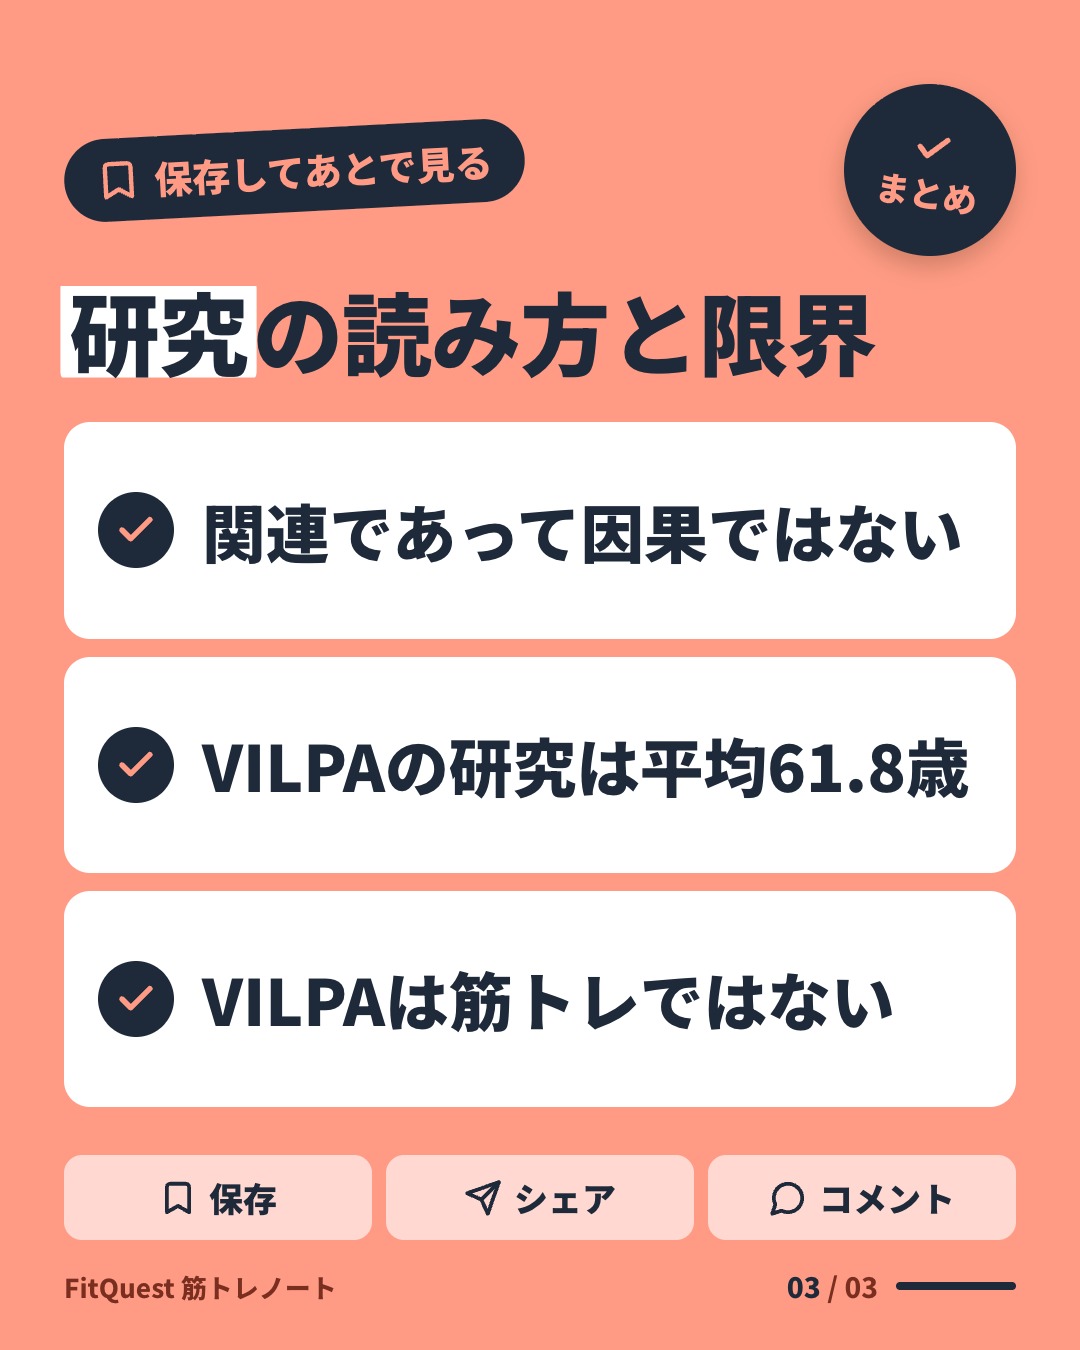 保存してあとで見る
まとめ
研究の読み方と限界
関連であって因果ではない
VILPAの研究は平均61.8歳
VILPAは筋トレではない
保存
シェア
コメント
FitQuest 筋トレノート
03 / 03